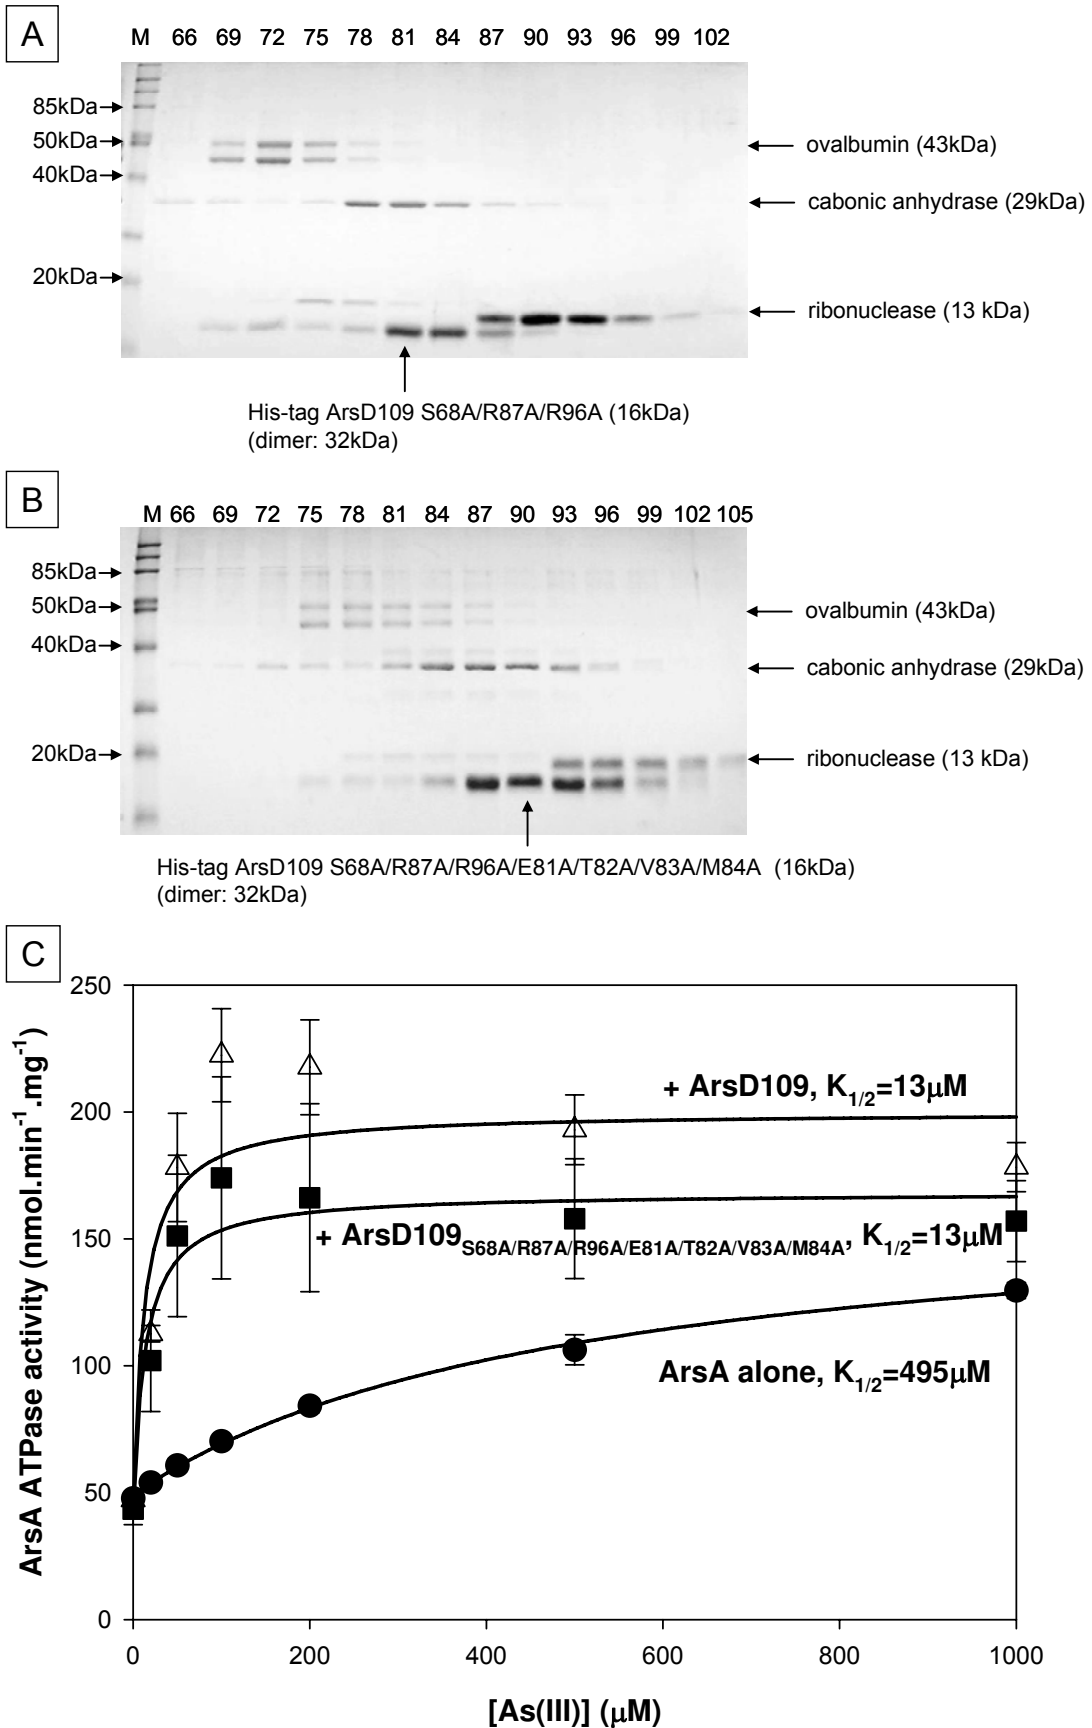 A
M 66 69 72 75 78 81 84 87 90 93 96 99 102
85kDa
50kDa
40kDa
20kDa
ovalbumin (43kDa)
cabonic anhydrase (29kDa)
ribonuclease (13 kDa)
His-tag ArsD109 S68A/R87A/R96A (16kDa)
(dimer: 32kDa)
B
M 66 69 72 75 78 81 84 87 90 93 96 99 102 105
85kDa
50kDa
40kDa
20kDa
ovalbumin (43kDa)
cabonic anhydrase (29kDa)
ribonuclease (13 kDa)
His-tag ArsD109 S68A/R87A/R96A/E81A/T82A/V83A/M84A (16kDa)
(dimer: 32kDa)
C
ArsA ATPase activity (nmol.min⁻¹.mg⁻¹)
250
200
150
100
50
0
+ ArsD109, K1/2=13μM
+ ArsD109S68A/R87A/R96A/E81A/T82A/V83A/M84A, K1/2=13μM
ArsA alone, K1/2=495μM
0 200 400 600 800 1000
[As(III)] (μM)